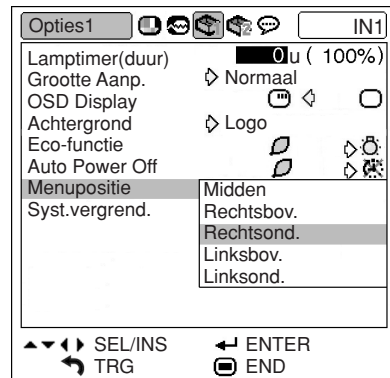 Opties1 IN1
Lamptimer(duur) 0 u ( 100%)
Grootte Aanp. Normaal
OSD Display
Achtergrond Logo
Eco-functie
Auto Power Off
Menupositie Midden
Syst.vergrend. Rechtsbov.
Rechtsond.
Linksbov.
Linksond.
SEL/INS ENTER
TRG END